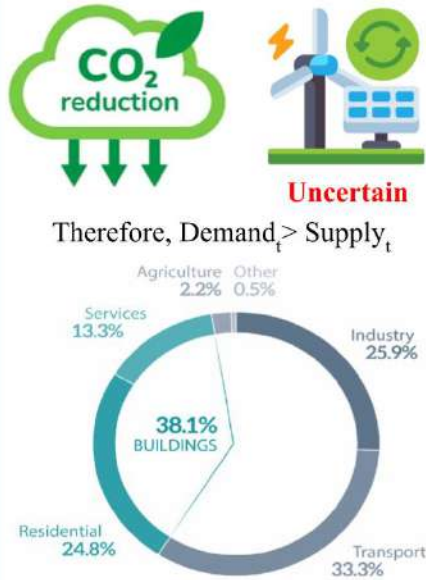 CO₂
reduction
Uncertain
Therefore, Demandₜ> Supplyₜ
Agriculture Other
2.2% 0.5%
Services
13.3%
Industry
25.9%
38.1%
BUILDINGS
Residential
24.8%
Transport
33.3%